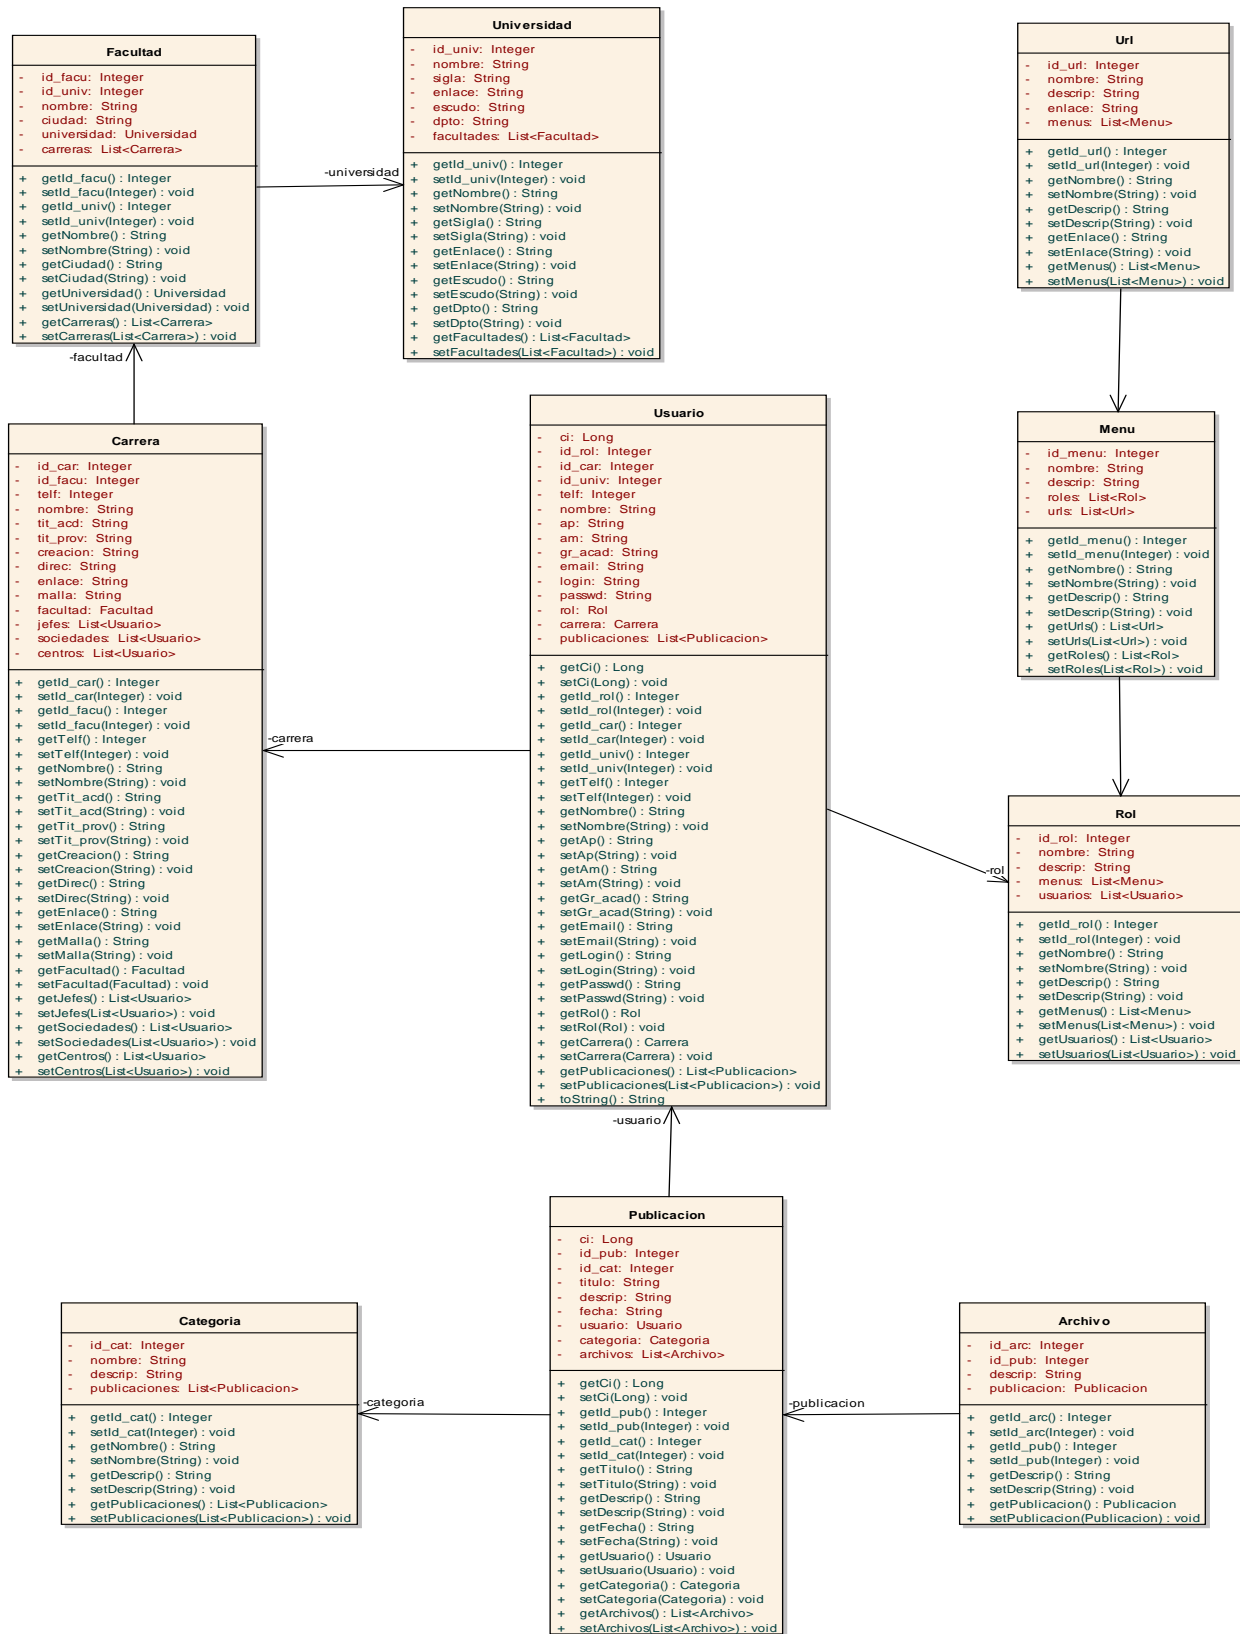 Universidad
- id_univ: Integer
- nombre: String
- sigla: String
- enlace: String
- escudo: String
- dpto: String
- facultades: List<Facultad>
+ getId_univ() : Integer
+ setId_univ(Integer) : void
+ getNombre() : String
+ setNombre(String) : void
+ getSigla() : String
+ setSigla(String) : void
+ getEnlace() : String
+ setEnlace(String) : void
+ getEscudo() : String
+ setEscudo(String) : void
+ getDpto() : String
+ setDpto(String) : void
+ getFacultades() : List<Facultad>
+ setFacultades(List<Facultad>) : void
Facultad
- id_facu: Integer
- id_univ: Integer
- nombre: String
- ciudad: String
- universidad: Universidad
- carreras: List<Carrera>
+ getId_facu() : Integer
+ setId_facu(Integer) : void
+ getId_univ() : Integer
+ setId_univ(Integer) : void
+ getNombre() : String
+ setNombre(String) : void
+ getCiudad() : String
+ setCiudad(String) : void
+ getUniversidad() : Universidad
+ setUniversidad(Universidad) : void
+ getCarreras() : List<Carrera>
+ setCarreras(List<Carrera>) : void
-universidad
-facultad
Url
- id_url: Integer
- nombre: String
- descrip: String
- enlace: String
- menus: List<Menu>
+ getId_url() : Integer
+ setId_url(Integer) : void
+ getNombre() : String
+ setNombre(String) : void
+ getDescrip() : String
+ setDescrip(String) : void
+ getEnlace() : String
+ setEnlace(String) : void
+ getMenus() : List<Menu>
+ setMenus(List<Menu>) : void
Carrera
- id_car: Integer
- id_facu: Integer
- telf: Integer
- nombre: String
- tit_acd: String
- tit_prov: String
- creacion: String
- direc: String
- enlace: String
- malla: String
- facultad: Facultad
- jefes: List<Usuario>
- sociedades: List<Usuario>
- centros: List<Usuario>
+ getId_car() : Integer
+ setId_car(Integer) : void
+ getId_facu() : Integer
+ setId_facu(Integer) : void
+ getTelf() : Integer
+ setTelf(Integer) : void
+ getNombre() : String
+ setNombre(String) : void
+ getTit_acd() : String
+ setTit_acd(String) : void
+ getTit_prov() : String
+ setTit_prov(String) : void
+ getCreacion() : String
+ setCreacion(String) : void
+ getDirec() : String
+ setDirec(String) : void
+ getEnlace() : String
+ setEnlace(String) : void
+ getMalla() : String
+ setMalla(String) : void
+ getFacultad() : Facultad
+ setFacultad(Facultad) : void
+ getJefes() : List<Usuario>
+ setJefes(List<Usuario>) : void
+ getSociedades() : List<Usuario>
+ setSociedades(List<Usuario>) : void
+ getCentros() : List<Usuario>
+ setCentros(List<Usuario>) : void
-carrera
Usuario
- ci: Long
- id_rol: Integer
- id_car: Integer
- id_univ: Integer
- telf: Integer
- nombre: String
- ap: String
- am: String
- gr_acad: String
- email: String
- login: String
- passwd: String
- rol: Rol
- carrera: Carrera
- publicaciones: List<Publicacion>
+ getCi() : Long
+ setCi(Long) : void
+ getId_rol() : Integer
+ setId_rol(Integer) : void
+ getId_car() : Integer
+ setId_car(Integer) : void
+ getId_univ() : Integer
+ setId_univ(Integer) : void
+ getTelf() : Integer
+ setTelf(Integer) : void
+ getNombre() : String
+ setNombre(String) : void
+ getAp() : String
+ setAp(String) : void
+ getAm() : String
+ setAm(String) : void
+ getGr_acad() : String
+ setGr_acad(String) : void
+ getEmail() : String
+ setEmail(String) : void
+ getLogin() : String
+ setLogin(String) : void
+ getPasswd() : String
+ setPasswd(String) : void
+ getRol() : Rol
+ setRol(Rol) : void
+ getCarrera() : Carrera
+ setCarrera(Carrera) : void
+ getPublicaciones() : List<Publicacion>
+ setPublicaciones(List<Publicacion>) : void
+ toString() : String
-rol
-usuario
Menu
- id_menu: Integer
- nombre: String
- descrip: String
- roles: List<Rol>
- urls: List<Url>
+ getId_menu() : Integer
+ setId_menu(Integer) : void
+ getNombre() : String
+ setNombre(String) : void
+ getDescrip() : String
+ setDescrip(String) : void
+ getUrls() : List<Url>
+ setUrls(List<Url>) : void
+ getRoles() : List<Rol>
+ setRoles(List<Rol>) : void
Rol
- id_rol: Integer
- nombre: String
- descrip: String
- menus: List<Menu>
- usuarios: List<Usuario>
+ getId_rol() : Integer
+ setId_rol(Integer) : void
+ getNombre() : String
+ setNombre(String) : void
+ getDescrip() : String
+ setDescrip(String) : void
+ getMenus() : List<Menu>
+ setMenus(List<Menu>) : void
+ getUsuarios() : List<Usuario>
+ setUsuarios(List<Usuario>) : void
Publicacion
- ci: Long
- id_pub: Integer
- id_cat: Integer
- titulo: String
- descrip: String
- fecha: String
- usuario: Usuario
- categoria: Categoria
- archivos: List<Archivo>
+ getCi() : Long
+ setCi(Long) : void
+ getId_pub() : Integer
+ setId_pub(Integer) : void
+ getId_cat() : Integer
+ setId_cat(Integer) : void
+ getTitulo() : String
+ setTitulo(String) : void
+ getDescrip() : String
+ setDescrip(String) : void
+ getFecha() : String
+ setFecha(String) : void
+ getUsuario() : Usuario
+ setUsuario(Usuario) : void
+ getCategoria() : Categoria
+ setCategoria(Categoria) : void
+ getArchivos() : List<Archivo>
+ setArchivos(List<Archivo>) : void
Categoria
- id_cat: Integer
- nombre: String
- descrip: String
- publicaciones: List<Publicacion>
+ getId_cat() : Integer
+ setId_cat(Integer) : void
+ getNombre() : String
+ setNombre(String) : void
+ getDescrip() : String
+ setDescrip(String) : void
+ getPublicaciones() : List<Publicacion>
+ setPublicaciones(List<Publicacion>) : void
-categoria
-publicacion
Archivo
- id_arc: Integer
- id_pub: Integer
- descrip: String
- publicacion: Publicacion
+ getId_arc() : Integer
+ setId_arc(Integer) : void
+ getId_pub() : Integer
+ setId_pub(Integer) : void
+ getDescrip() : String
+ setDescrip(String) : void
+ getPublicacion() : Publicacion
+ setPublicacion(Publicacion) : void